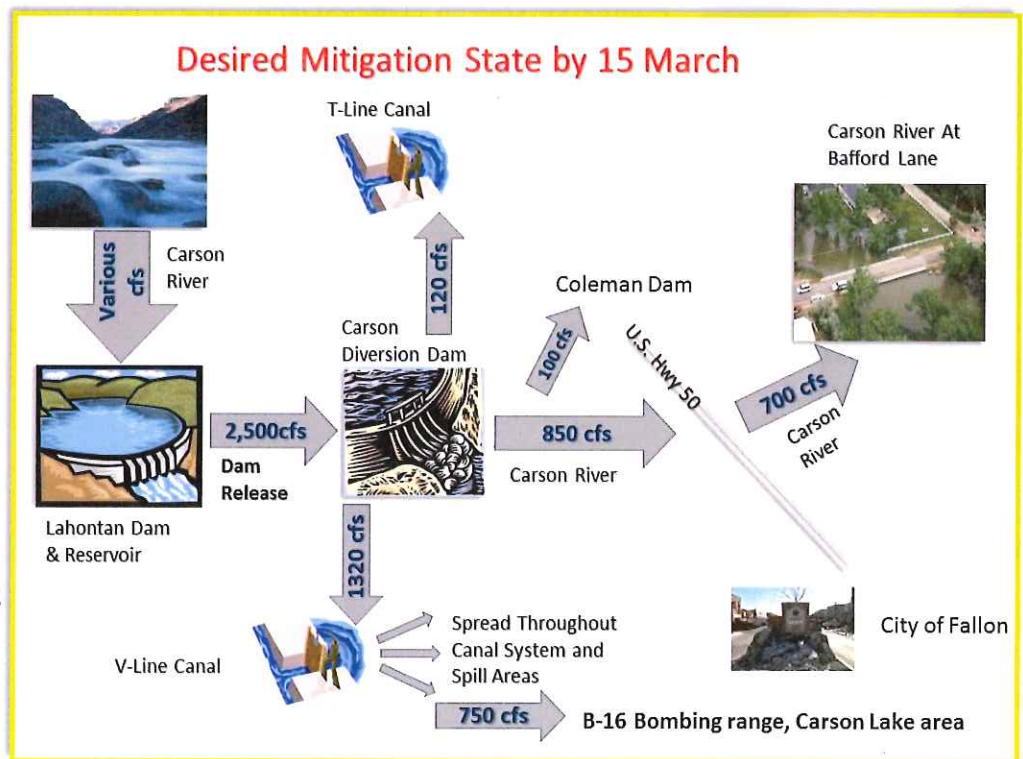 Desired Mitigation State by 15 March
T-Line Canal
Carson River At
Bafford Lane
Various
cfs
Carson
River
120 cfs
Coleman Dam
Carson
Diversion Dam
100 cfs
U.S. Hwy 50
700 cfs
Carson
River
2,500cfs
Dam
Release
850 cfs
Carson River
Lahontan Dam
& Reservoir
1320 cfs
V-Line Canal
Spread Throughout
Canal System and
Spill Areas
City of Fallon
750 cfs
B-16 Bombing range, Carson Lake area